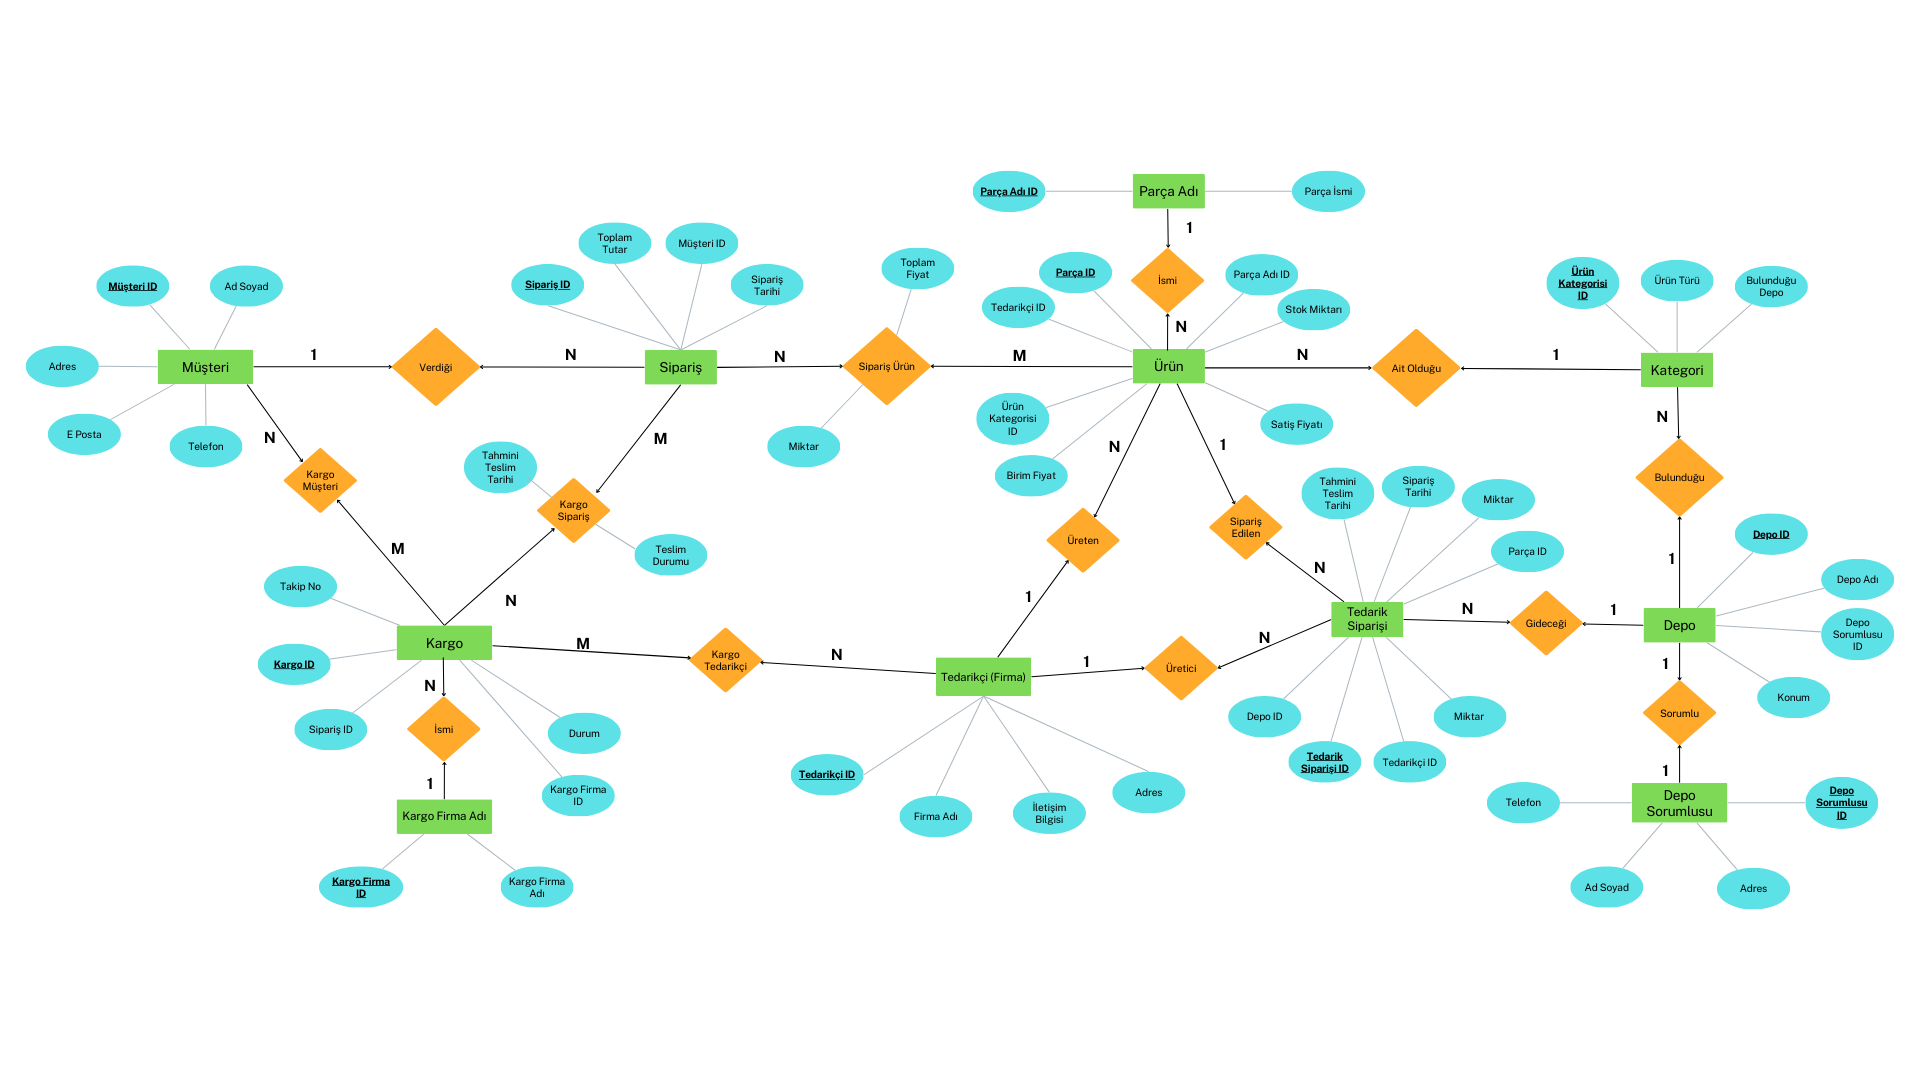 Parça Adı ID
Parça Adı
Parça İsmi
1
Toplam
Tutar
Müşteri ID
Toplam
Fiyat
Parça ID
İsmi
Parça Adı ID
Ürün
Kategorisi
ID
Ürün Türü
Bulunduğu
Depo
Müşteri ID
Ad Soyad
Sipariş ID
Sipariş
Tarihi
Tedarikçi ID
Stok Miktarı
N
Adres
Müşteri
1
Verdiği
N
Sipariş
N
Sipariş Ürün
M
Ürün
N
Ait Olduğu
1
Kategori
E Posta
Telefon
N
M
Miktar
Ürün
Kategorisi
ID
Satiş Fiyatı
N
Kargo
Müşteri
Tahmini
Teslim
Tarihi
Kargo
Sipariş
Birim Fiyat
N
1
Tahmini
Teslim
Tarihi
Sipariş
Tarihi
Miktar
Bulunduğu
M
Teslim
Durumu
Üreten
Sipariş
Edilen
Parça ID
Depo ID
1
Takip No
N
1
N
N
Gideceği
1
Depo Adı
Kargo
M
Tedarik
Siparişi
Depo
Depo
Sorumlusu
ID
Kargo ID
Kargo
Tedarikçi
N
Tedarikçi (Firma)
1
Üretici
N
1
Konum
N
Sipariş ID
İsmi
Durum
Depo ID
Miktar
Sorumlu
1
Kargo Firma
ID
Tedarikçi ID
Tedarik
Siparişi ID
Tedarikçi ID
1
Kargo Firma Adı
Firma Adı
İletişim
Bilgisi
Adres
Telefon
Depo
Sorumlusu
Depo
Sorumlusu
ID
Kargo Firma
ID
Kargo Firma
Adı
Ad Soyad
Adres